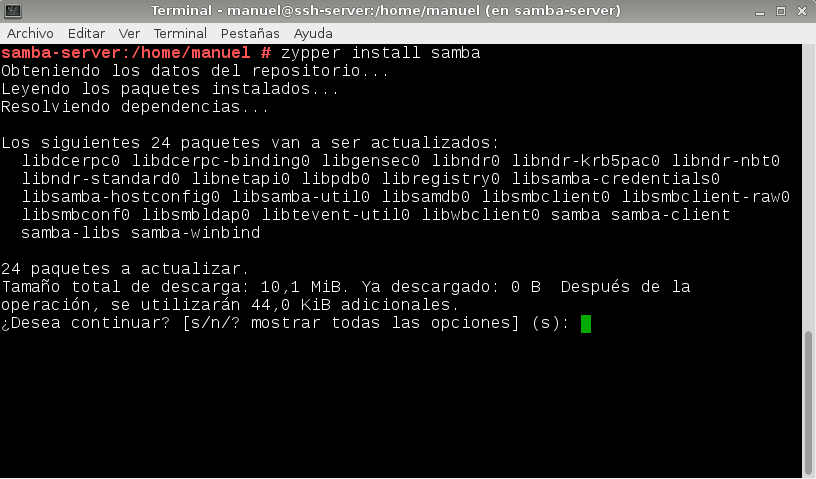 Terminal - manuel@ssh-server:/home/manuel (en samba-server)
Archivo Editar Ver Terminal Pestañas Ayuda
samba-server:/home/manuel # zypper install samba
Obteniendo los datos del repositorio...
Leyendo los paquetes instalados...
Resolviendo dependencias...
Los siguientes 24 paquetes van a ser actualizados:
libdcerpc0 libdcerpc-binding0 libgensec0 libndr0 libndr-krb5pac0 libndr-nbt0
libndr-standard0 libnetapi0 libpdb0 libregistry0 libsamba-credentials0
libsamba-hostconfig0 libsamba-util0 libsamdb0 libsmbclient0 libsmbclient-raw0
libsmbconf0 libsmbldap0 libtevent-util0 libwbclient0 samba samba-client
samba-libs samba-winbind
24 paquetes a actualizar.
Tamaño total de descarga: 10,1 MiB. Ya descargado: 0 B  Después de la
operación, se utilizarán 44,0 KiB adicionales.
¿Desea continuar? [s/n/? mostrar todas las opciones] (s):